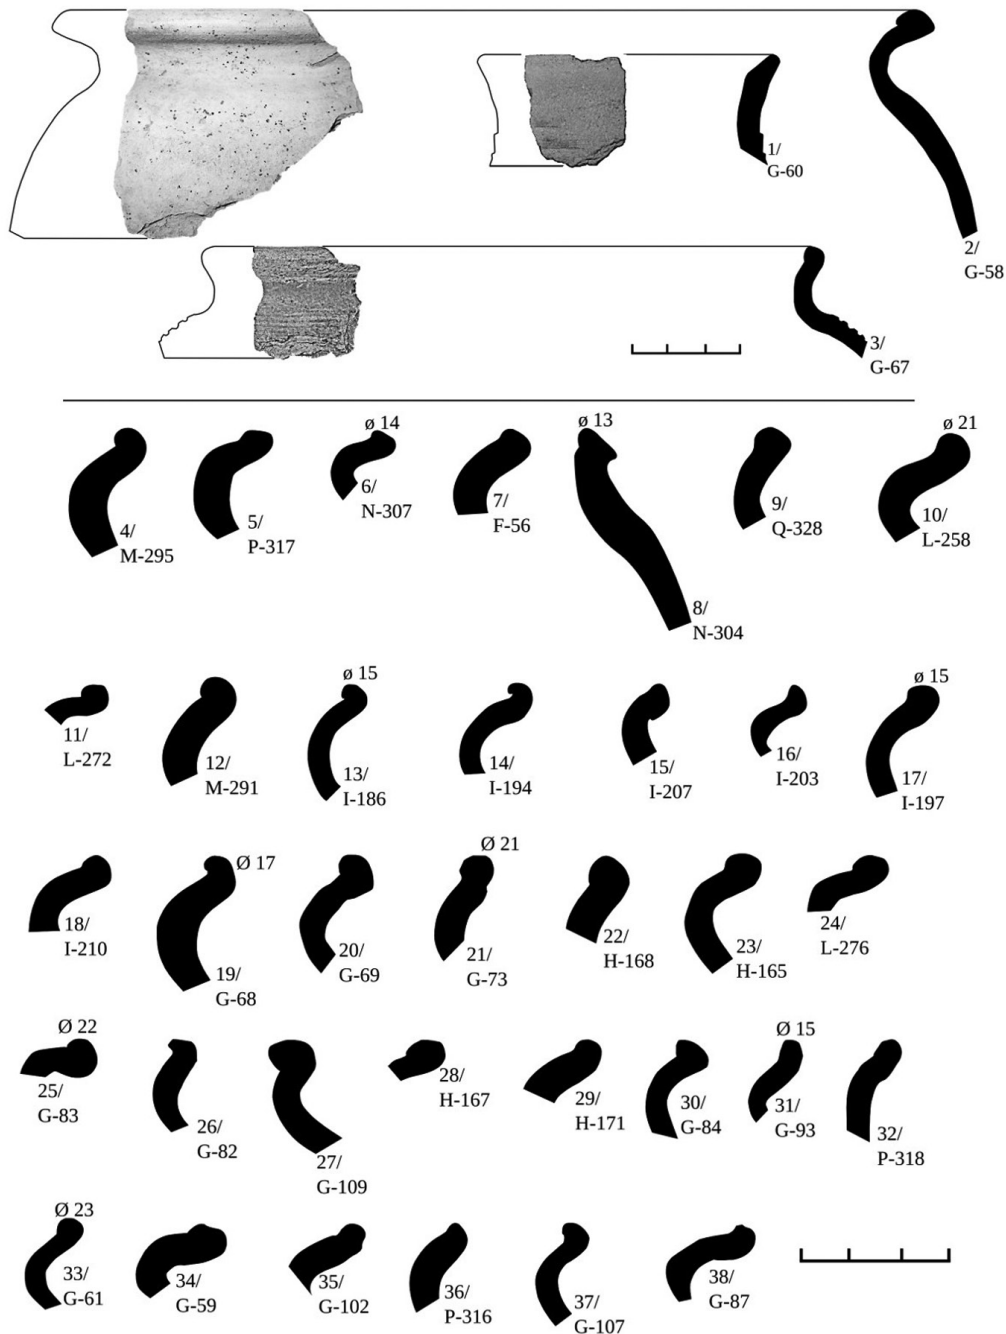 1/
G-60
2/
G-58
3/
G-67
4/
M-295
5/
P-317
ø 14
6/
N-307
7/
F-56
ø 13
8/
N-304
9/
Q-328
ø 21
10/
L-258
11/
L-272
12/
M-291
ø 15
13/
I-186
14/
I-194
15/
I-207
16/
I-203
ø 15
17/
I-197
18/
I-210
Ø 17
19/
G-68
20/
G-69
Ø 21
21/
G-73
22/
H-168
23/
H-165
24/
L-276
Ø 22
25/
G-83
26/
G-82
27/
G-109
28/
H-167
29/
H-171
30/
G-84
Ø 15
31/
G-93
32/
P-318
Ø 23
33/
G-61
34/
G-59
35/
G-102
36/
P-316
37/
G-107
38/
G-87